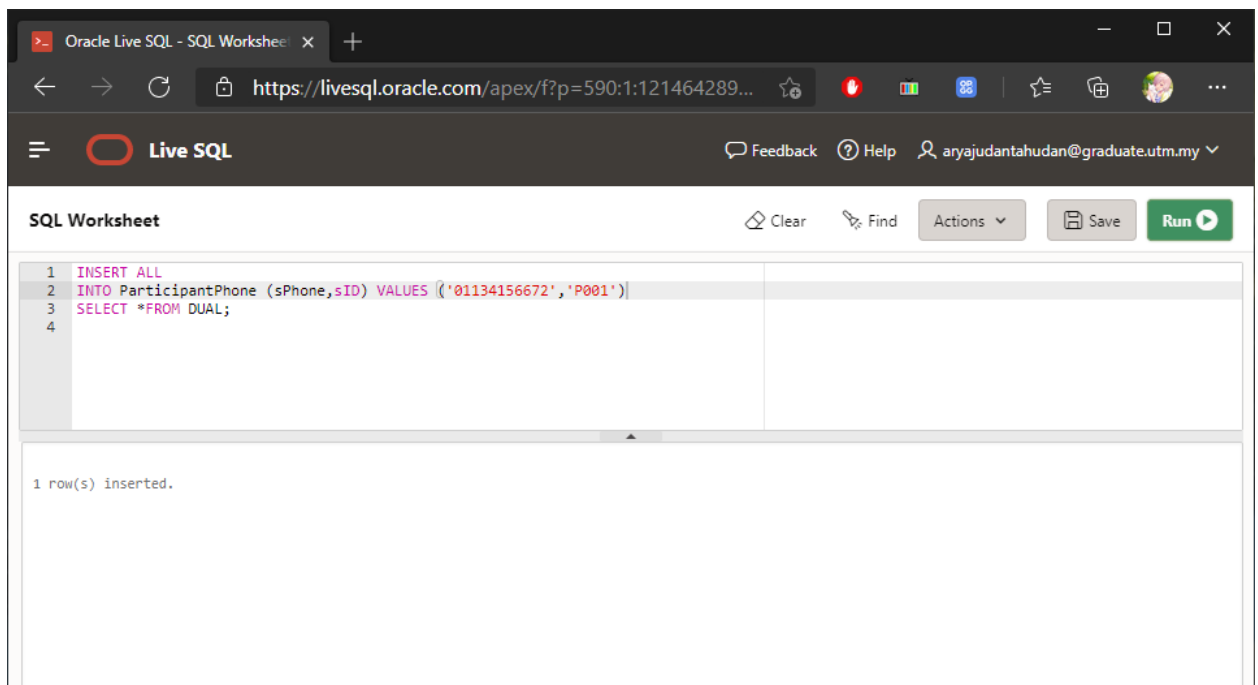 Oracle Live SQL - SQL Workshee
https://livesql.oracle.com/apex/f?p=590:1:121464289...
Live SQL
Feedback
Help
aryajudantahudan@graduate.utm.my
SQL Worksheet
Clear
Find
Actions
Save
Run
1 INSERT ALL
2 INTO ParticipantPhone (sPhone,sID) VALUES ('01134156672','P001')
3 SELECT *FROM DUAL;
4
1 row(s) inserted.